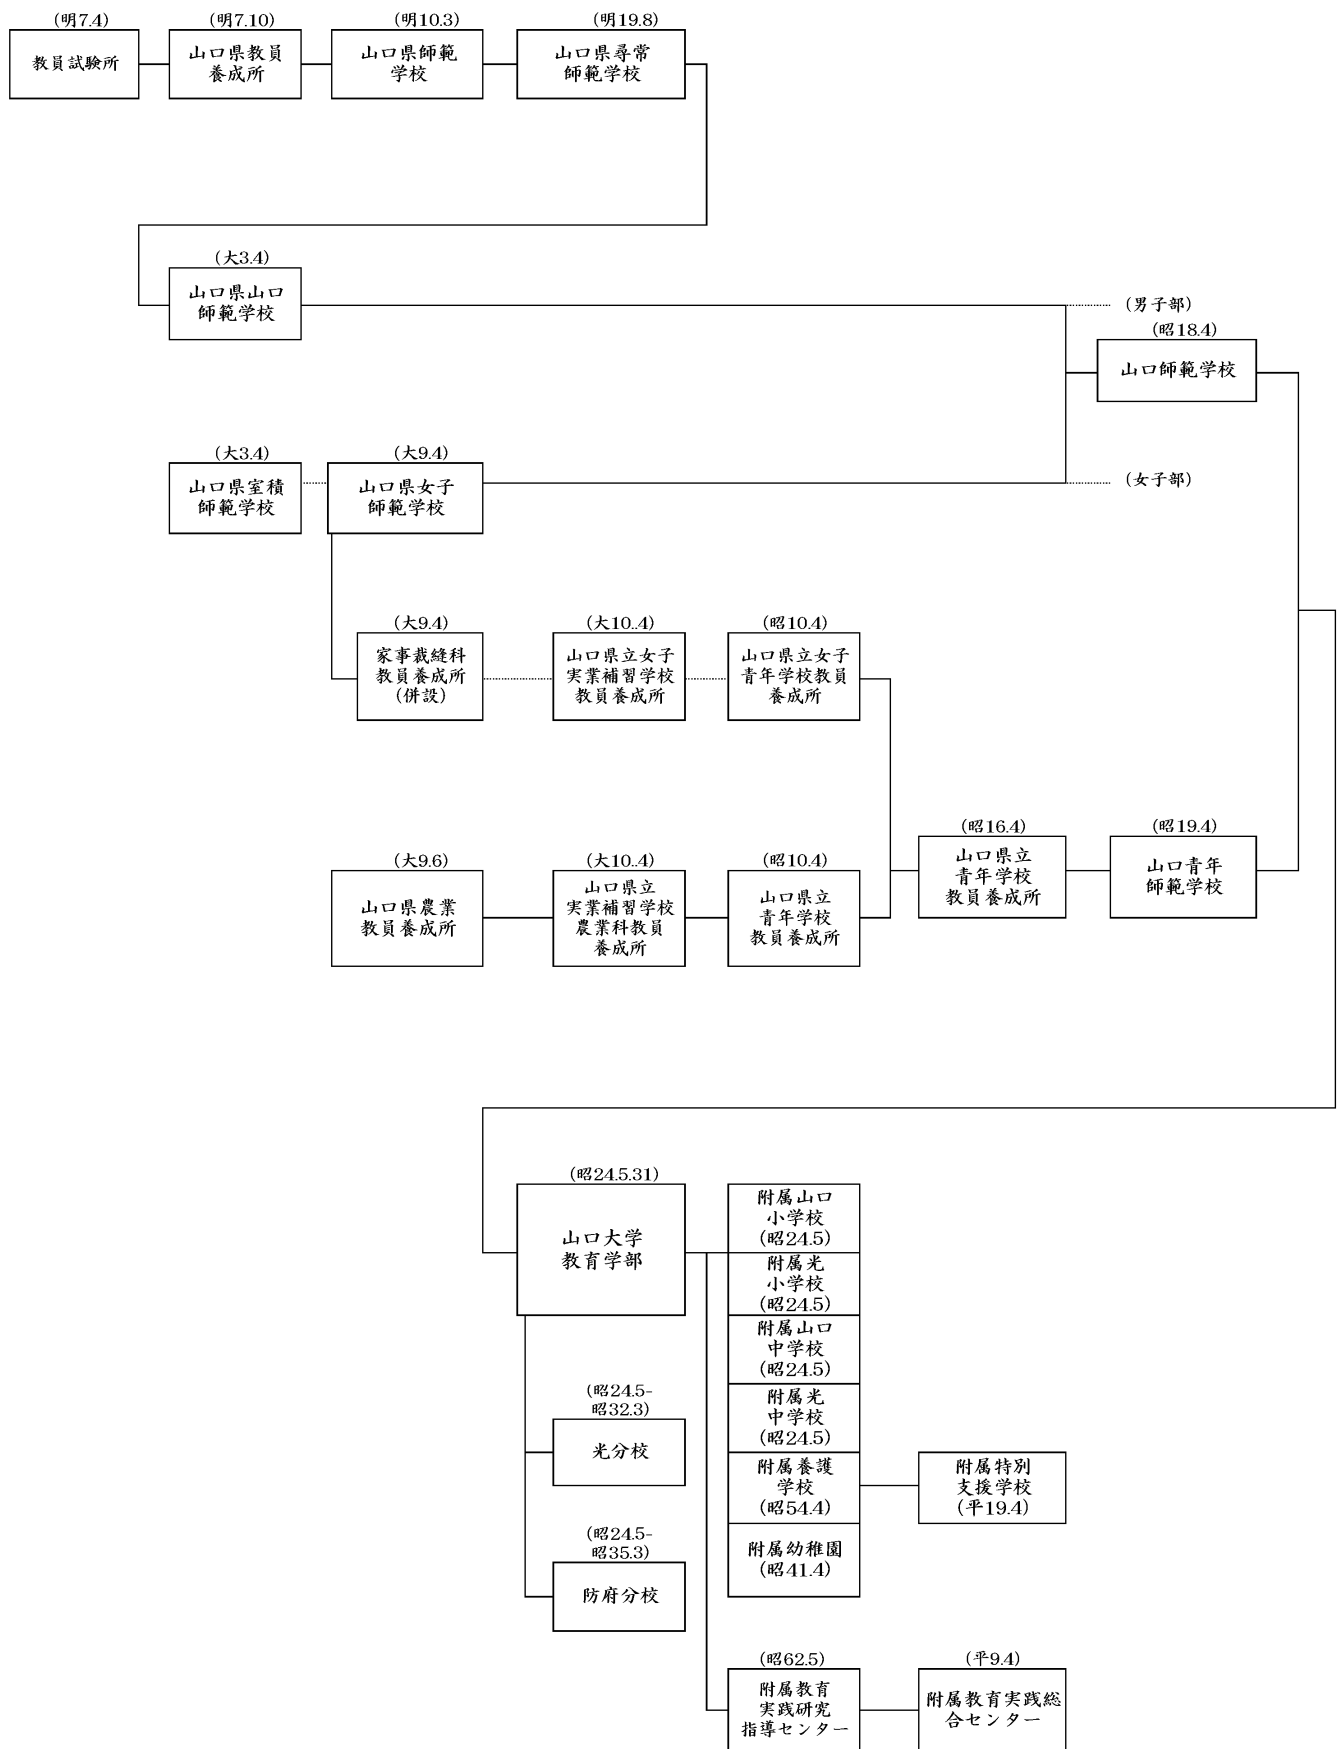 (明7.4)
教員試験所
(明7.10)
山口県教員
養成所
(明10.3)
山口県師範
学校
(明19.8)
山口県尋常
師範学校
(大3.4)
山口県山口
師範学校
(男子部)
(昭18.4)
山口師範学校
(大3.4)
山口県室積
師範学校
(大9.4)
山口県女子
師範学校
(女子部)
(大9.4)
家事裁縫科
教員養成所
(併設)
(大10..4)
山口県立女子
実業補習学校
教員養成所
(昭10.4)
山口県立女子
青年学校教員
養成所
(大9.6)
山口県農業
教員養成所
(大10..4)
山口県立
実業補習学校
農業科教員
養成所
(昭10.4)
山口県立
青年学校
教員養成所
(昭16.4)
山口県立
青年学校
教員養成所
(昭19.4)
山口青年
師範学校
(昭24.5.31)
山口大学
教育学部
附属山口
小学校
(昭24.5)
附属光
小学校
(昭24.5)
附属山口
中学校
(昭24.5)
附属光
中学校
(昭24.5)
附属養護
学校
(昭54.4)
附属特別
支援学校
(平19.4)
附属幼稚園
(昭41.4)
(昭24.5-
昭32.3)
光分校
(昭24.5-
昭35.3)
防府分校
(昭62.5)
附属教育
実践研究
指導センター
(平9.4)
附属教育実践総
合センター